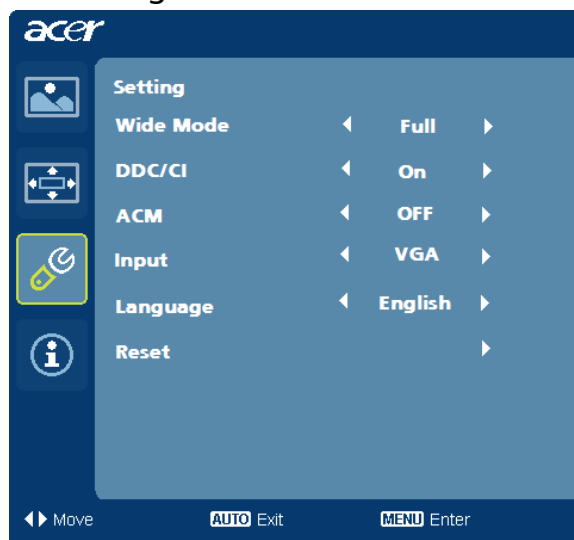 acer
Setting
Wide Mode Full
DDC/CI On
ACM OFF
Input VGA
Language English
Reset
Move AUTO Exit MENU Enter